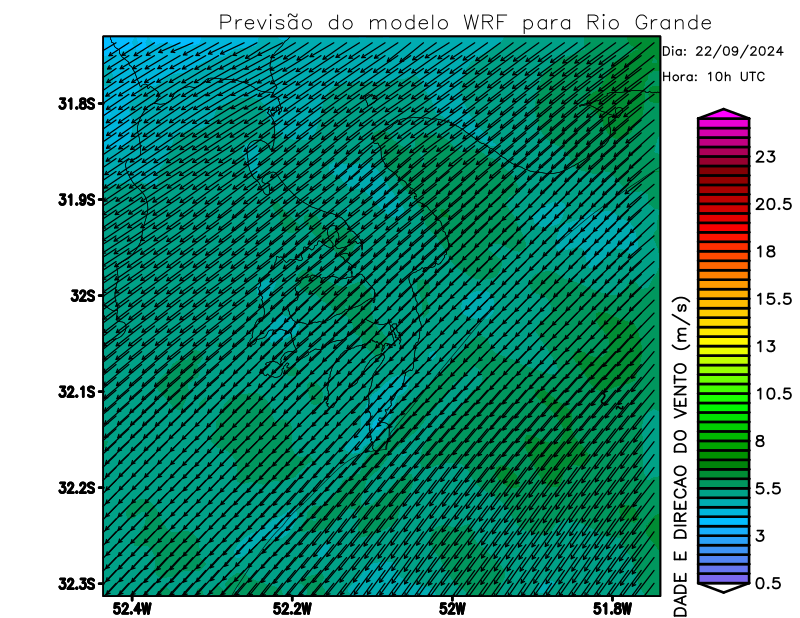 Previsão do modelo WRF para Rio Grande
Dia: 22/09/2024
Hora: 10h UTC
31.8S
31.9S
32S
32.1S
32.2S
32.3S
52.4W
52.2W
52W
51.8W
23
20.5
18
15.5
13
10.5
8
5.5
3
0.5
DADE E DIRECAO DO VENTO (m/s)